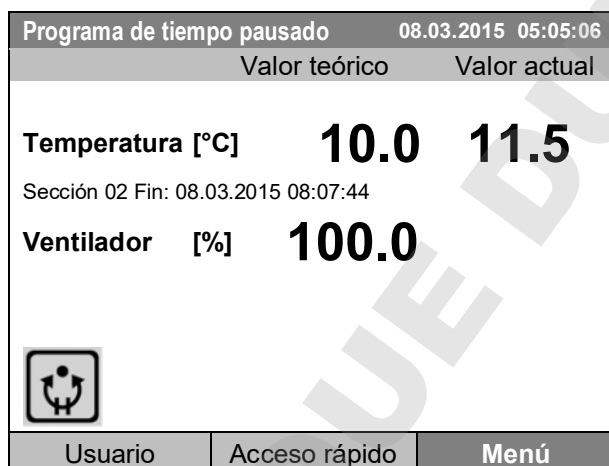 Programa de tiempo pausado 08.03.2015 05:05:06
Valor teórico Valor actual
Temperatura [°C] 10.0 11.5
Sección 02 Fin: 08.03.2015 08:07:44
Ventilador [%] 100.0
Usuario Acceso rápido Menú